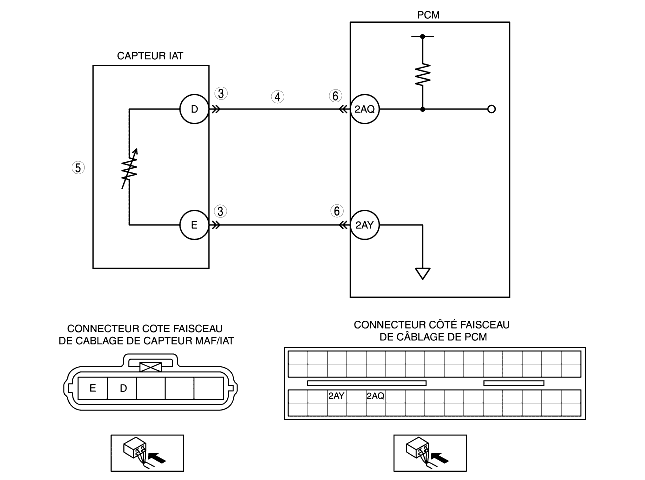 PCM
CAPTEUR IAT
D
3
4
6
2AQ
5
E
3
6
2AY
CONNECTEUR COTE FAISCEAU
DE CABLAGE DE CAPTEUR MAF/IAT
CONNECTEUR CÔTÉ FAISCEAU
DE CÂBLAGE DE PCM
E D
2AY 2AQ